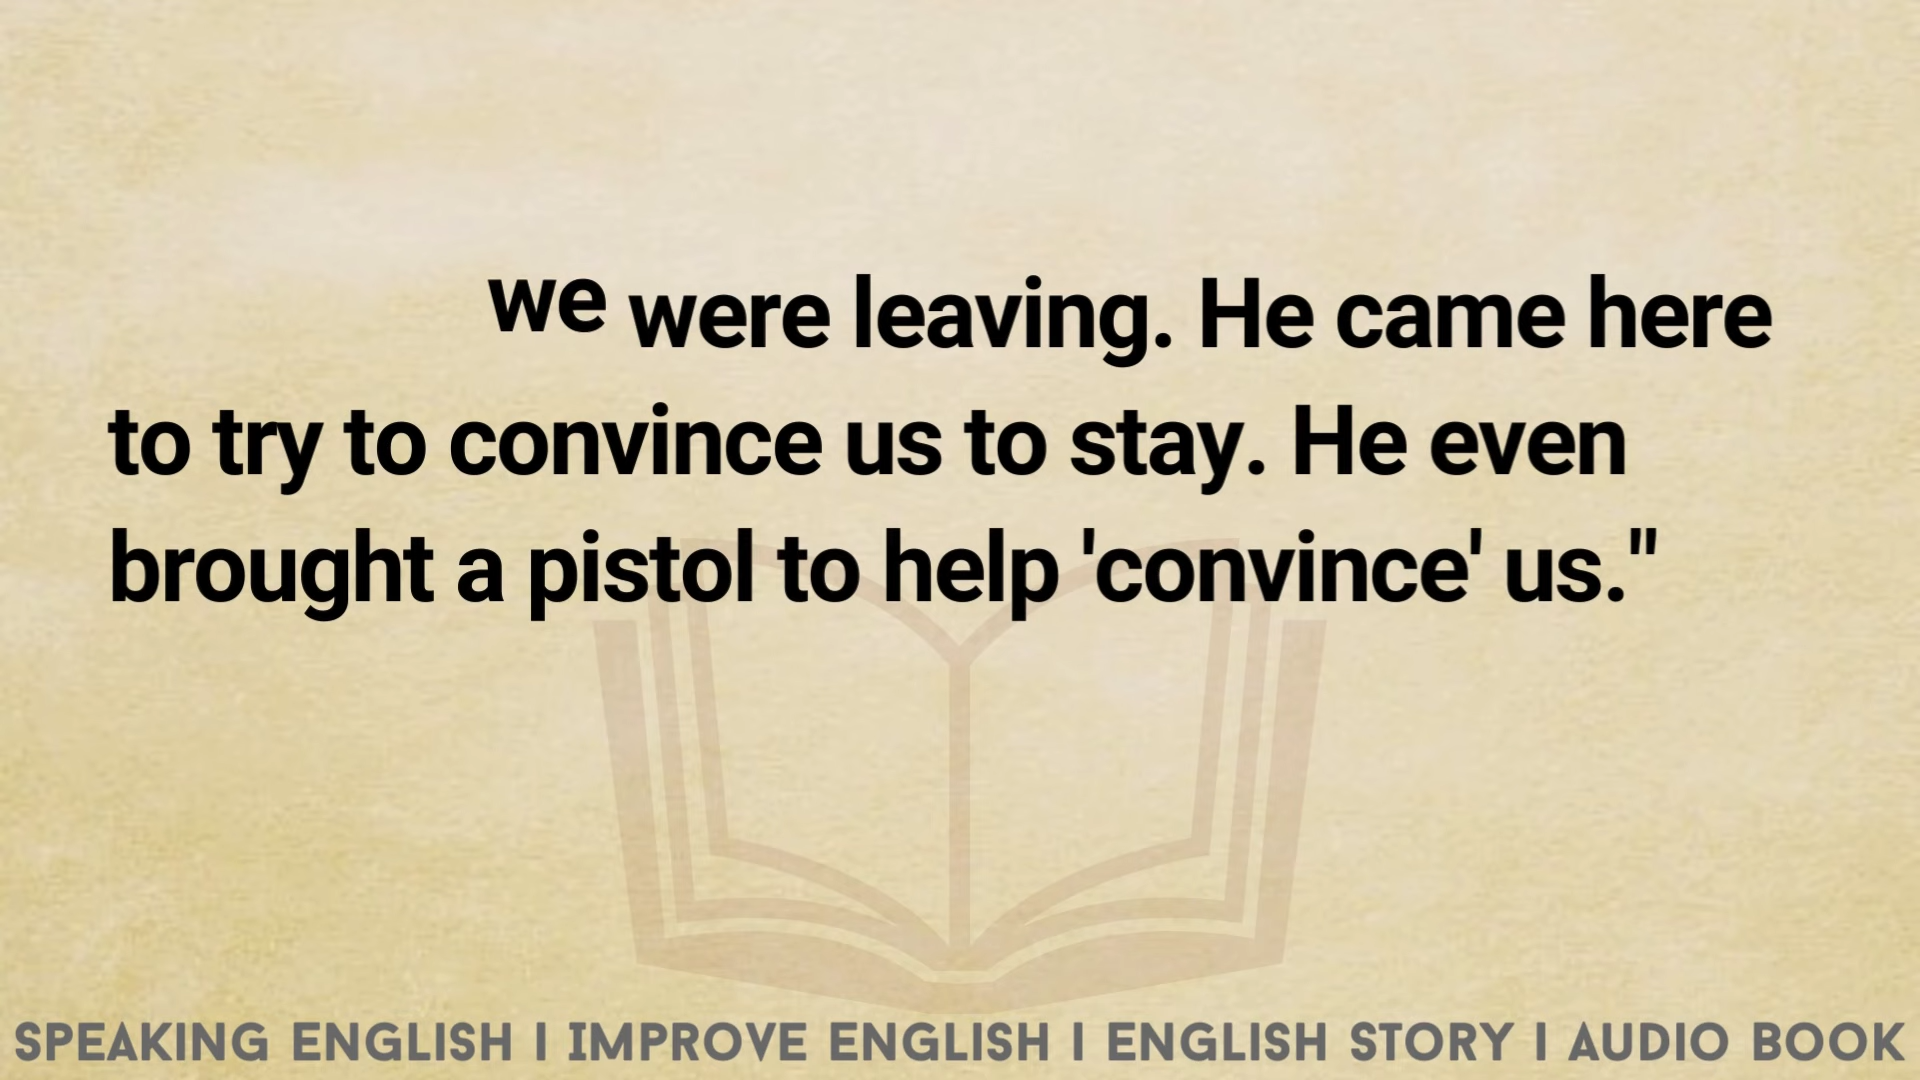 we were leaving. He came here
to try to convince us to stay. He even
brought a pistol to help 'convince' us."
SPEAKING ENGLISH I IMPROVE ENGLISH I ENGLISH STORY I AUDIO BOOK